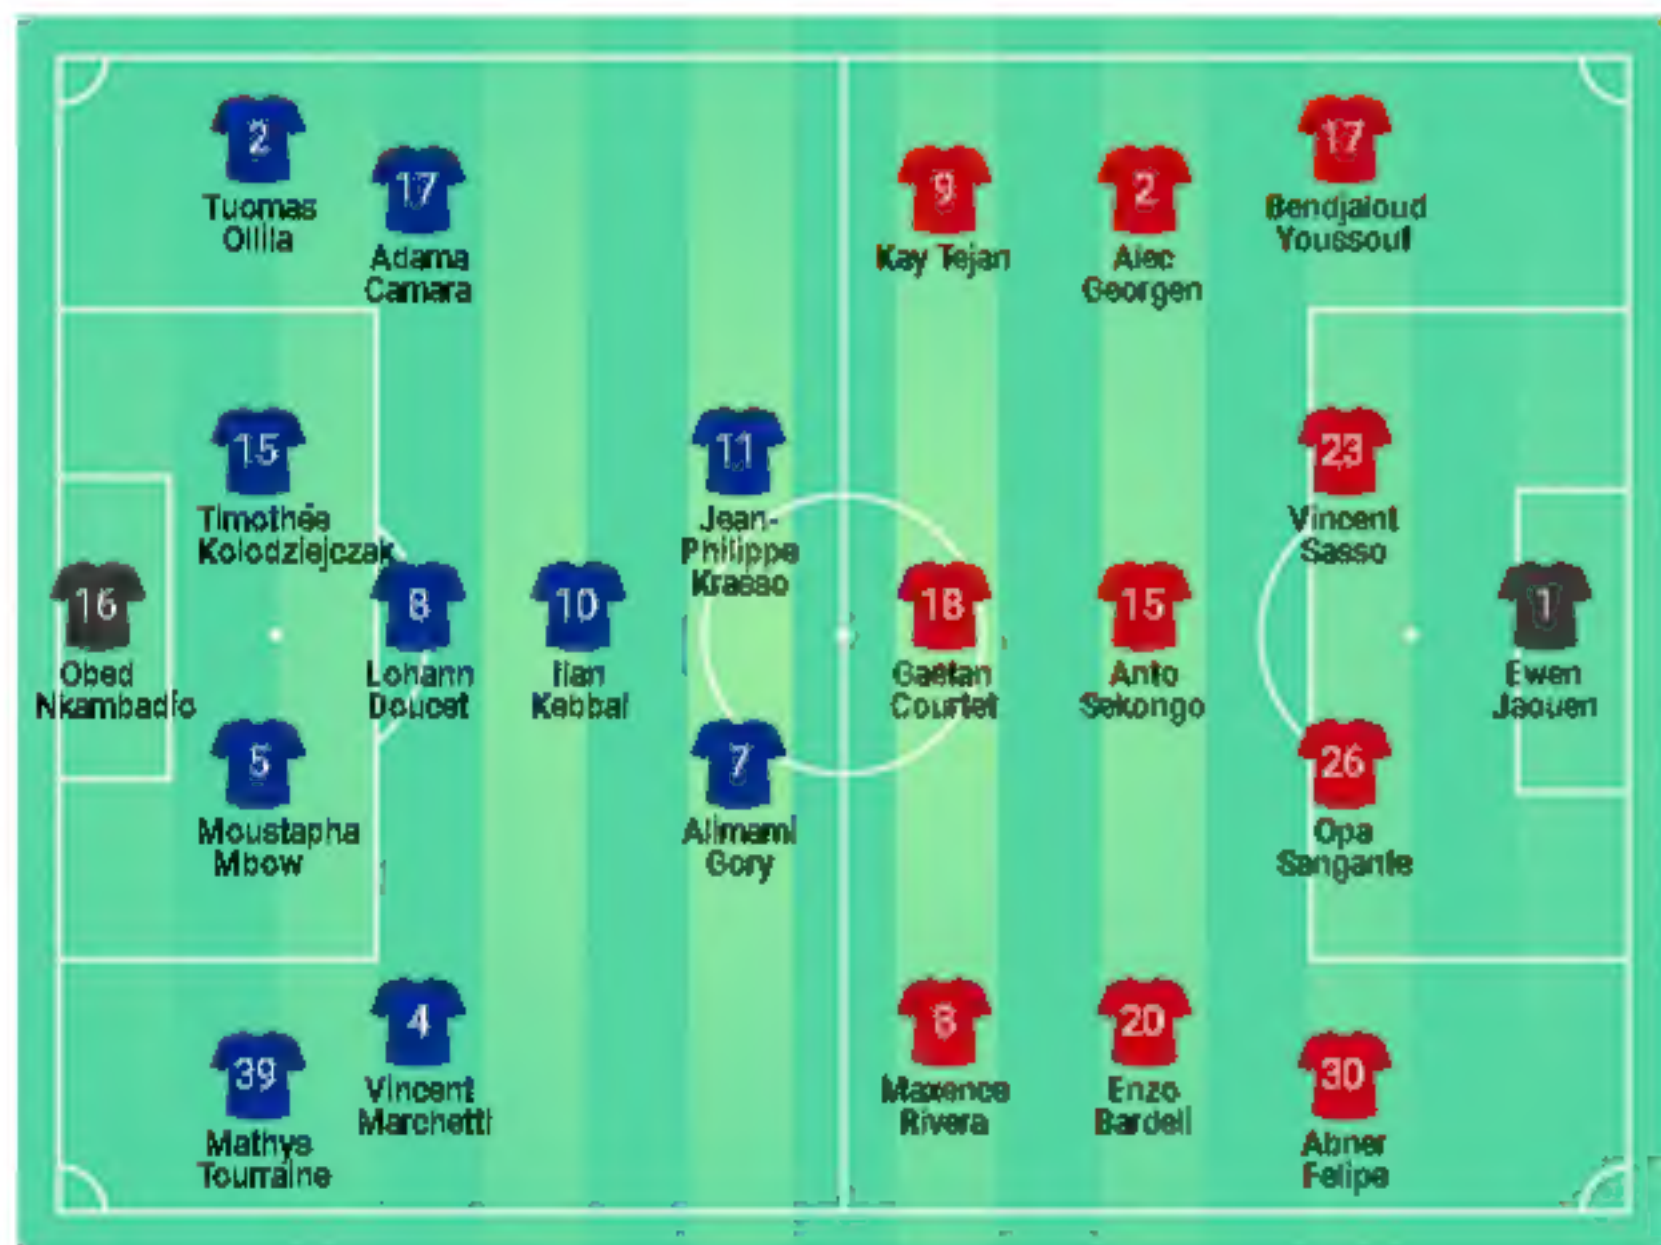 2
Tuomas
Ollila
17
Adama
Camara
15
Timothée
Kolodziejczak
16
Obed
Nkambadio
8
Lohann
Doucet
10
Ilan
Kebbal
11
Jean-
Philippe
Krasso
5
Moustapha
Mbow
7
Alimami
Gory
39
Mathys
Tourraine
4
Vincent
Marchetti
9
Kay Tejan
2
Alec
Georgen
17
Bendjaloud
Youssouf
18
Gaëtan
Courtet
15
Anto
Sekongo
23
Vincent
Sasso
1
Ewen
Jaouen
26
Opa
Sangante
8
Maxence
Rivera
20
Enzo
Bardeli
30
Abner
Felipe